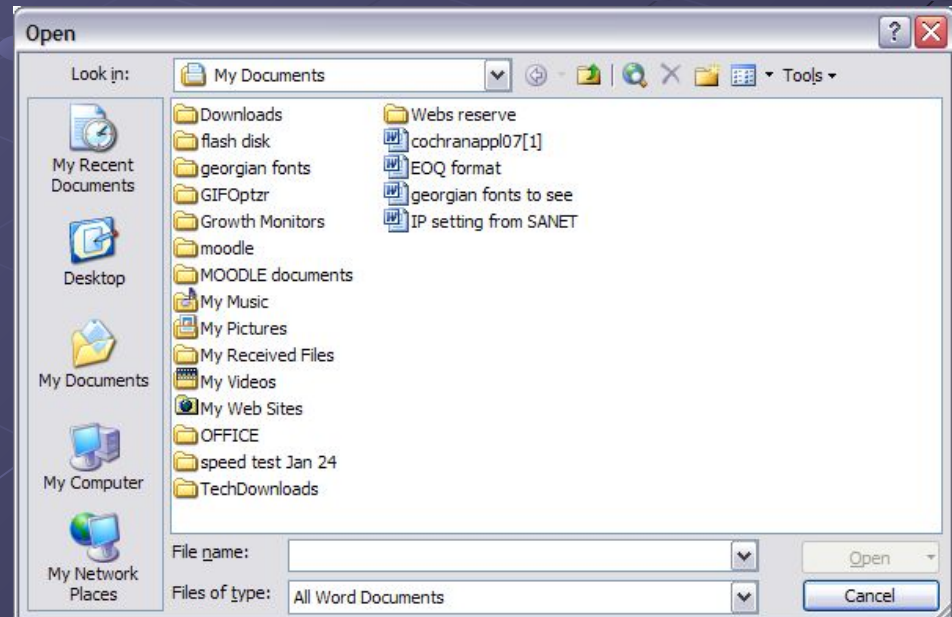 Open
Look in:
My Documents
Tools
My Recent
Documents
Desktop
My Documents
My Computer
My Network
Places
Downloads
flash disk
georgian fonts
GIFOptzr
Growth Monitors
moodle
MOODLE documents
My Music
My Pictures
My Received Files
My Videos
My Web Sites
OFFICE
speed test Jan 24
TechDownloads
Webs reserve
cochranappl07[1]
EOQ format
georgian fonts to see
IP setting from SANET
File name:
Open
Files of type:
All Word Documents
Cancel